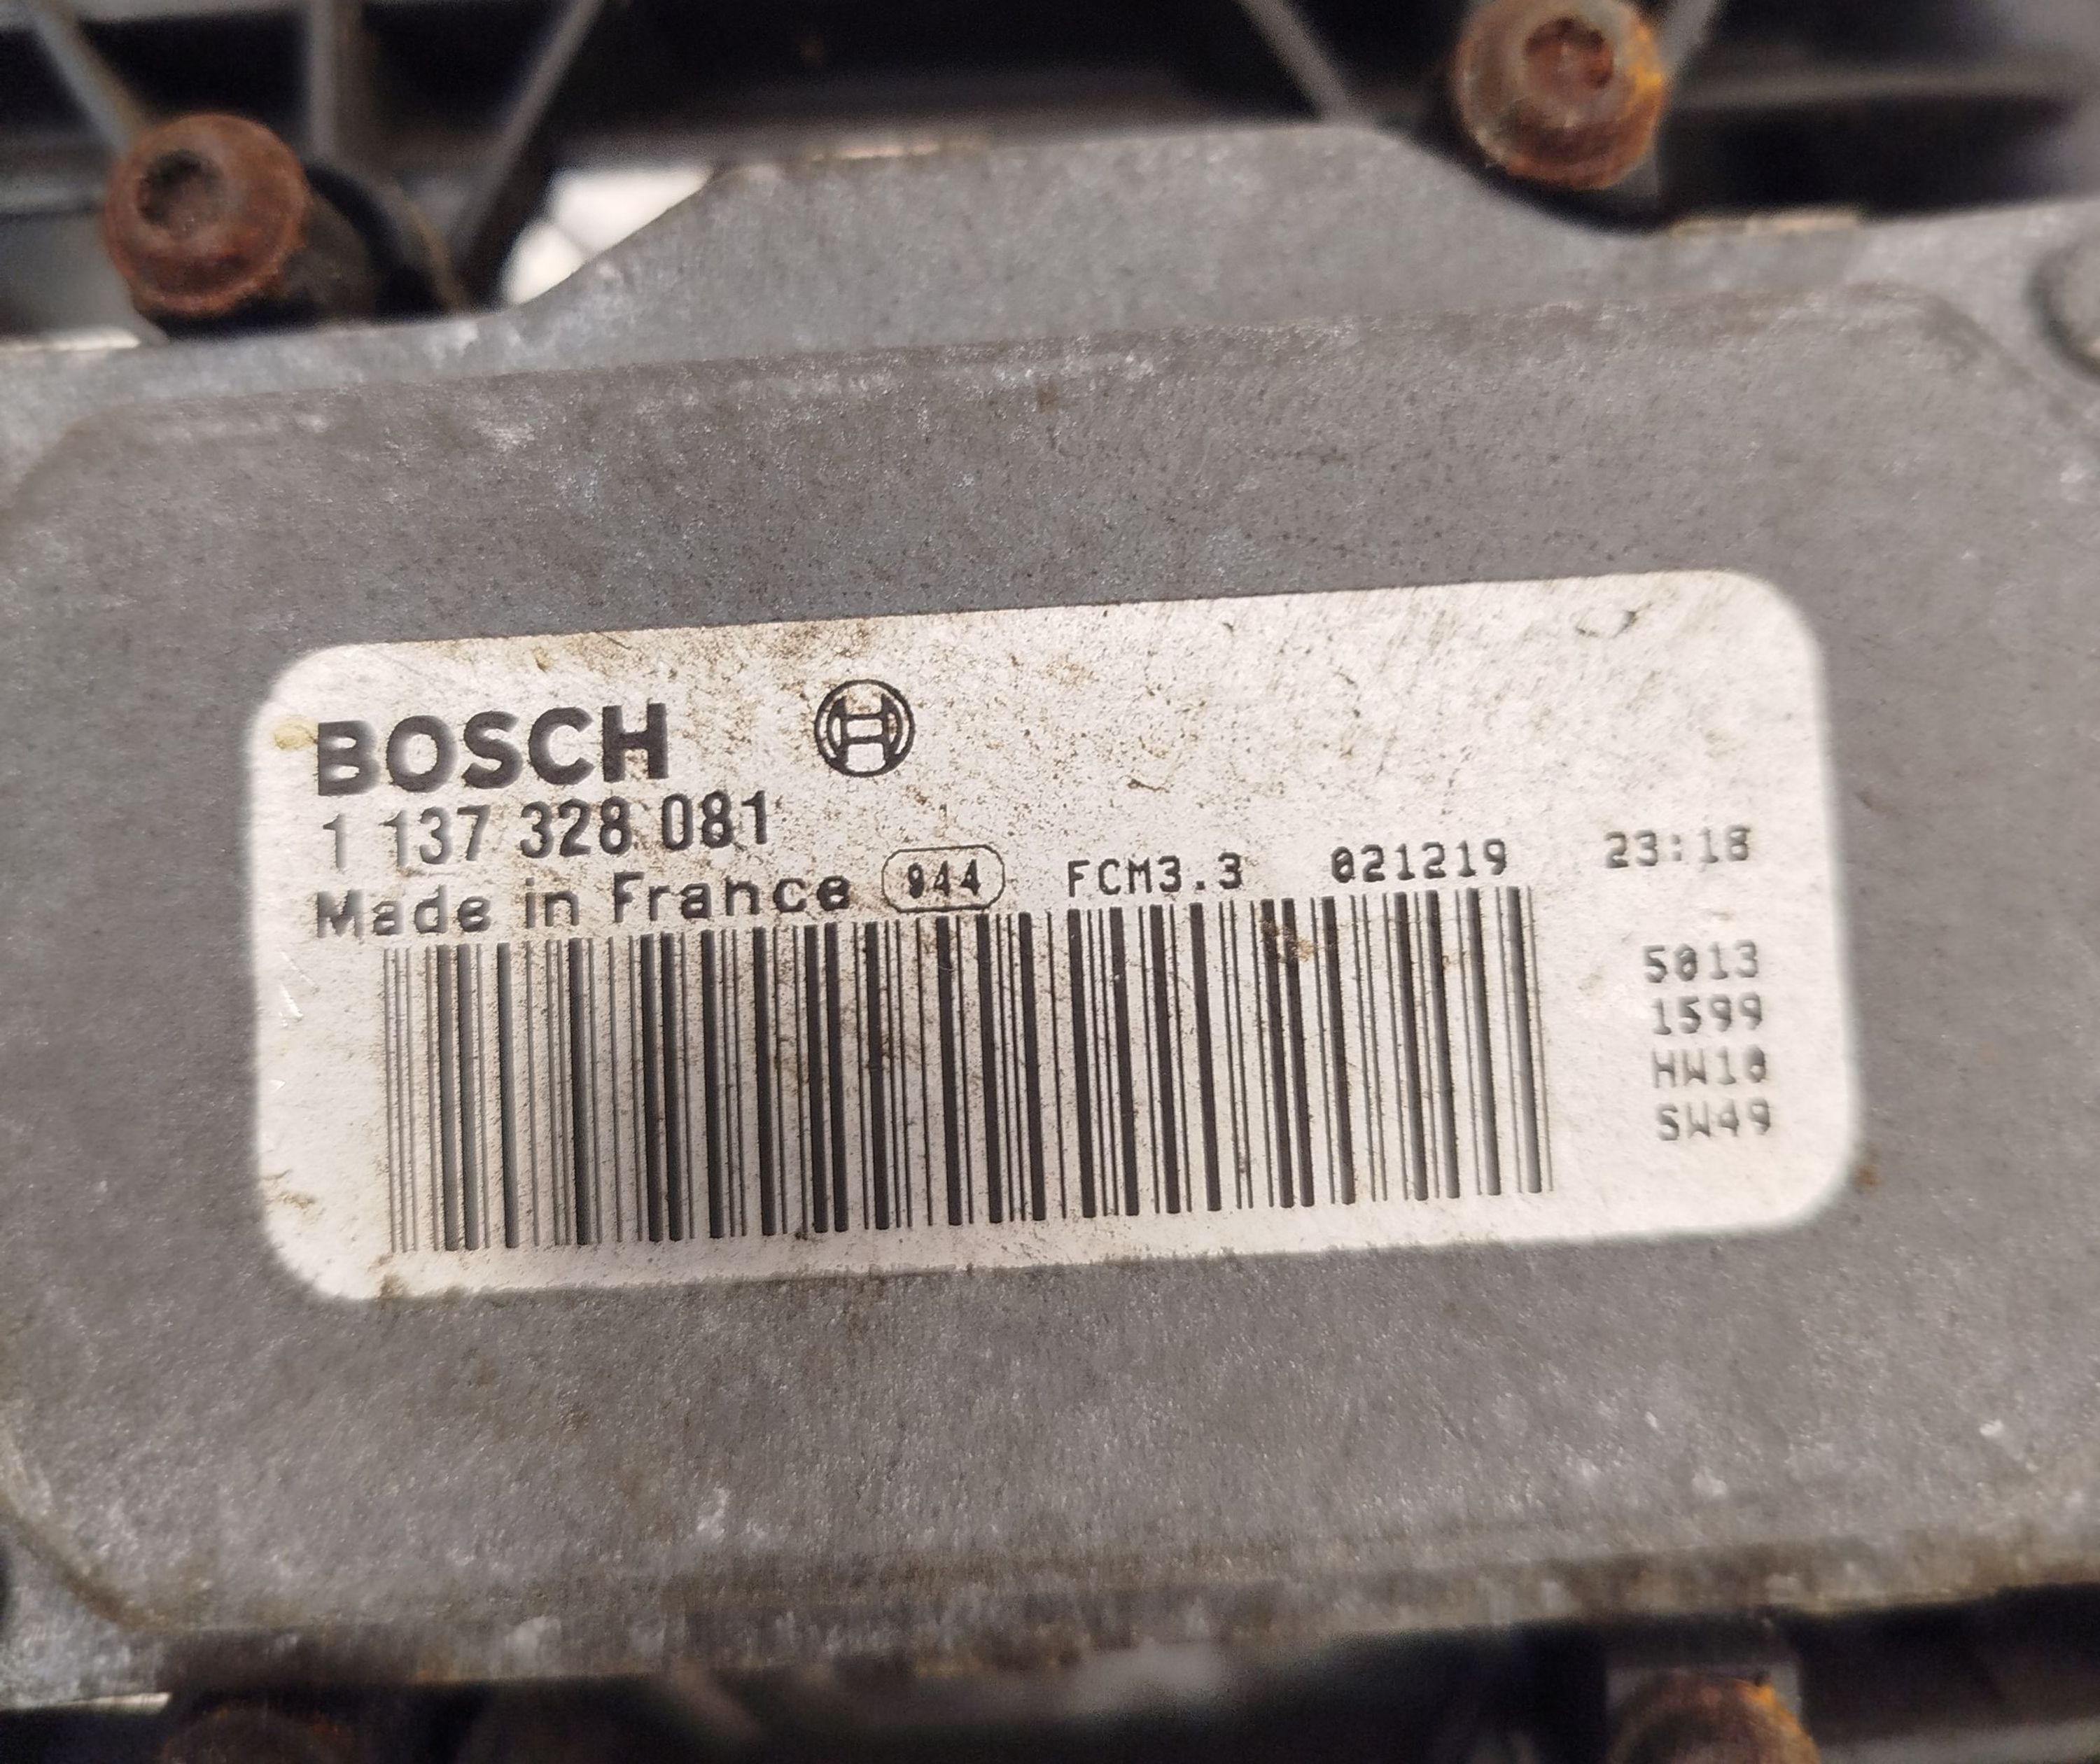 BOSCH
1 137 328 081
Made in France 944 FCM3.3 021219 23:18
5013
1599
HW10
SW49